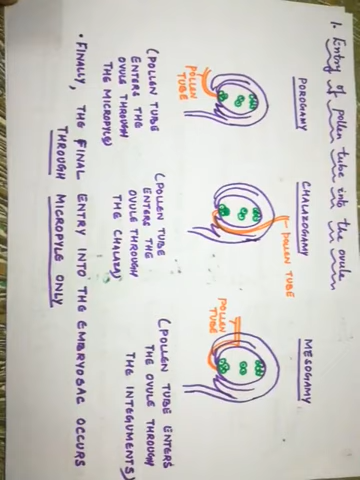 1. Entry of pollen tube into the ovule
POROGAMY
CHALAZOGAMY
MESOGAMY
POLLEN
TUBE
POLLEN TUBE
POLLEN
TUBE
(POLLEN TUBE
ENTERS THE
OVULE THROUGH
THE MICROPYLE)
(POLLEN TUBE
ENTERS THE
OVULE THROUGH
THE CHALAZA)
(POLLEN TUBE ENTERS
THE OVULE THROUGH
THE INTEGUMENTS)
• FINALLY, THE FINAL ENTRY INTO THE EMBRYOSAC OCCURS
THROUGH MICROPYLE ONLY.